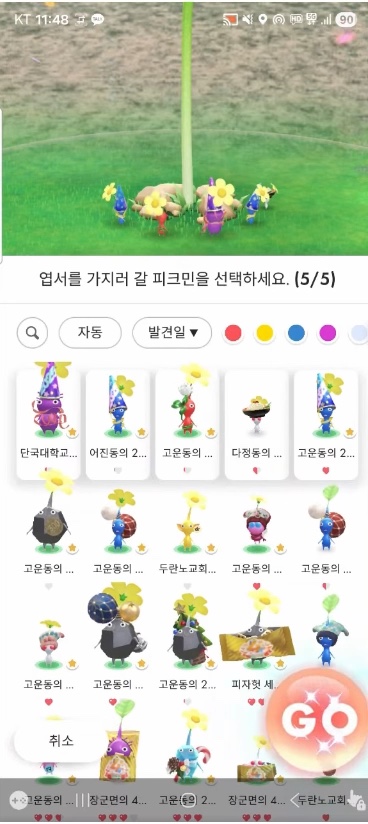 KT 11:48
90
엽서를 가지러 갈 피크민을 선택하세요. (5/5)
자동
발견일 ▼
단국대학교...
어진동의 2...
고운동의 ...
다정동의 ...
고운동의 2...
고운동의 ...
고운동의 ...
두란노교회...
고운동의 ...
고운동의 ...
고운동의 ...
고운동의 ...
고운동의 2...
피자헛 세...
GO
취소
고운동의 ...
장군면의 4...
고운동의 2...
장군면의 4...
두란노교회...